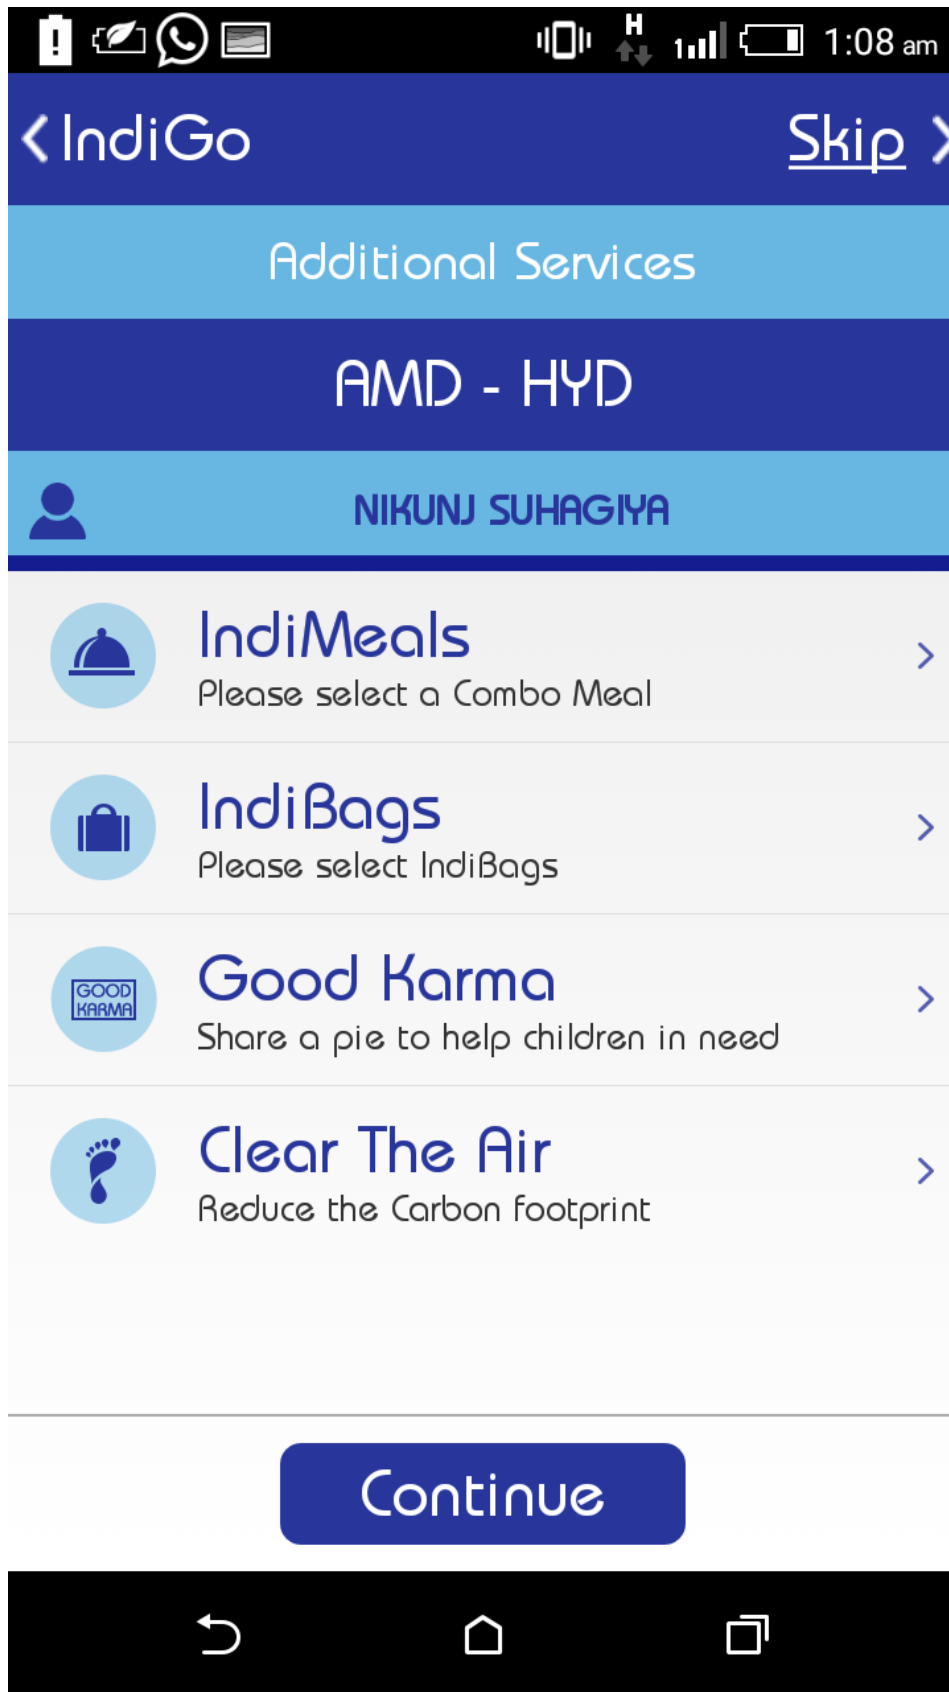 H
1:08 am
IndiGo
Skip
Additional Services
AMD - HYD
NIKUNJ SUHAGIYA
IndiMeals
Please select a Combo Meal
IndiBags
Please select IndiBags
GOOD
KARMA
Good Karma
Share a pie to help children in need
Clear The Air
Reduce the Carbon footprint
Continue